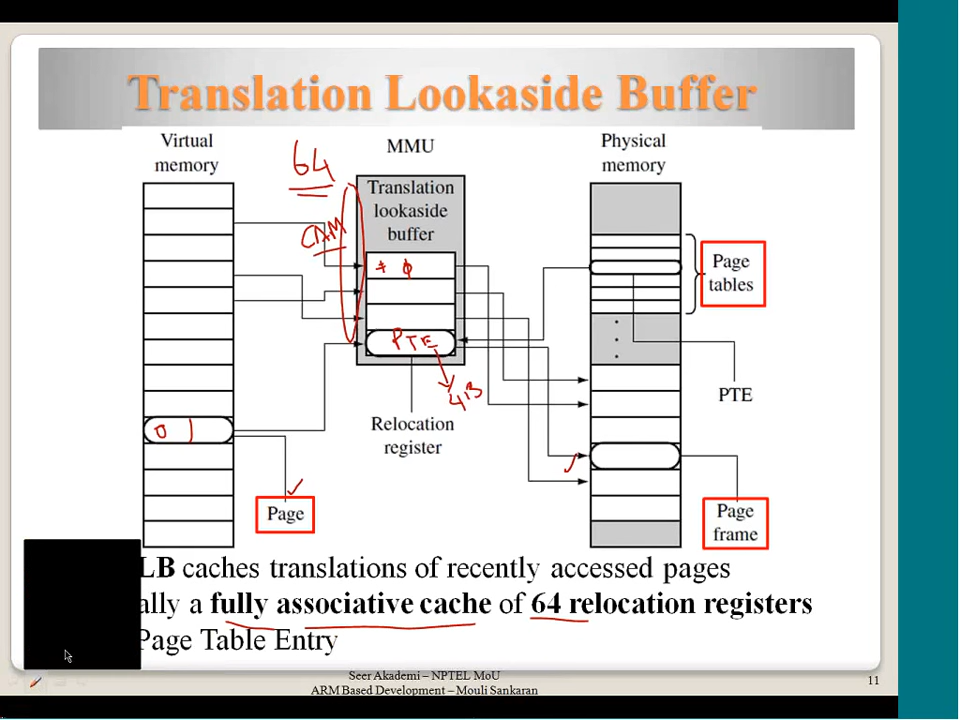 Translation Lookaside Buffer
Virtual
memory
MMU
Physical
memory
64
CAM
Translation
lookaside
buffer
Page
tables
PTE
4B
PTE
Relocation
register
0
Page
Page
frame
LB caches translations of recently accessed pages
ally a fully associative cache of 64 relocation registers
Page Table Entry
Seer Akademi – NPTEL MoU
ARM Based Development – Mouli Sankaran
11